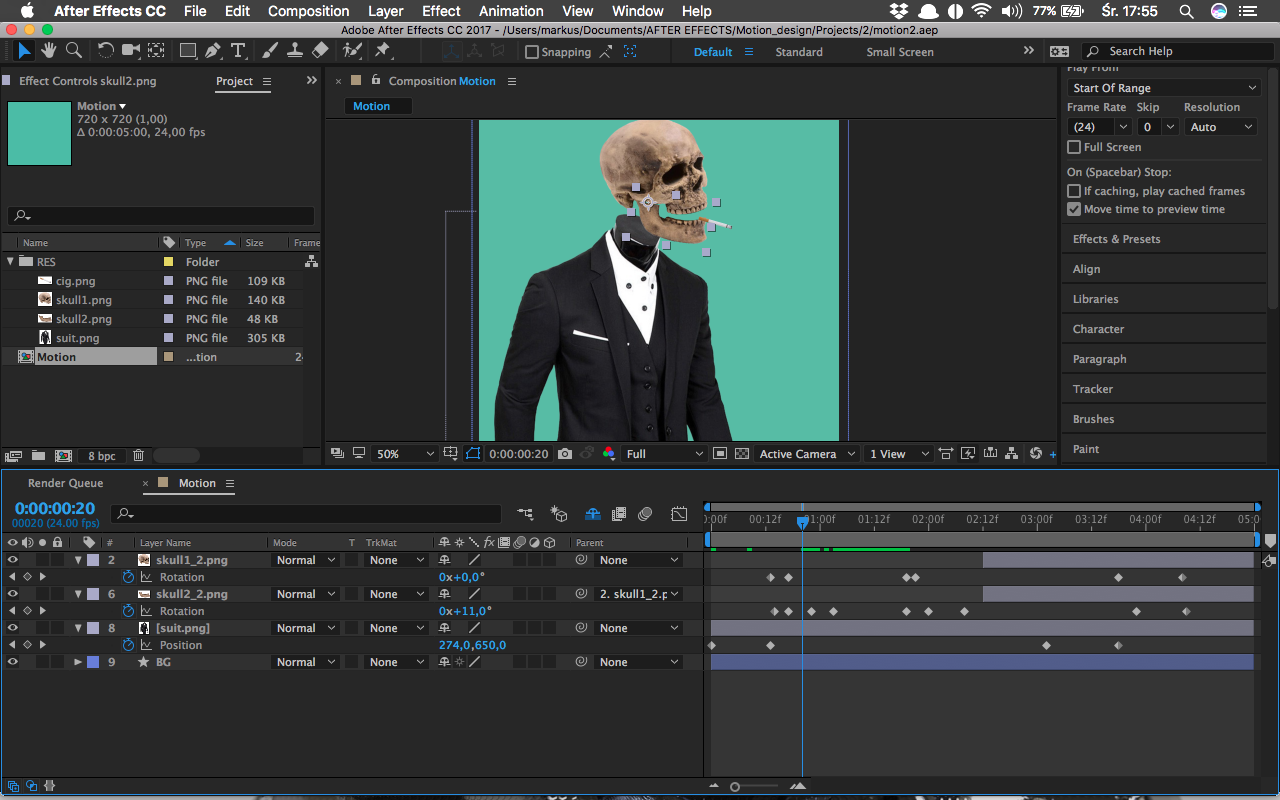 After Effects CC File Edit Composition Layer Effect Animation View Window Help 77% Śr. 17:55
Adobe After Effects CC 2017 - /Users/markus/Documents/AFTER EFFECTS/Motion_design/Projects/2/motion2.aep
Snapping Default Standard Small Screen Search Help
Effect Controls skull2.png Project
Motion
720 x 720 (1,00)
Δ 0:00:05:00, 24,00 fps
Name Type Size Frame
RES Folder
cig.png PNG file 109 KB
skull1.png PNG file 140 KB
skull2.png PNG file 48 KB
suit.png PNG file 305 KB
Motion ...tion 2
8 bpc
Composition Motion
Motion
50% 0:00:00:20 Full Active Camera 1 View
Play From
Start Of Range
Frame Rate Skip Resolution
(24) 0 Auto
Full Screen
On (Spacebar) Stop:
If caching, play cached frames
Move time to preview time
Effects & Presets
Align
Libraries
Character
Paragraph
Tracker
Brushes
Paint
Render Queue Motion
0:00:00:20
00020 (24.00 fps)
0:00f 00:12f 01:00f 01:12f 02:00f 02:12f 03:00f 03:12f 04:00f 04:12f 05:0
# Layer Name Mode T TrkMat Parent
2 skull1_2.png Normal None None
Rotation 0x+0,0°
6 skull2_2.png Normal None 2. skull1_2.p
Rotation 0x+11,0°
8 [suit.png] Normal None None
Position 274,0,650,0
9 BG Normal None None